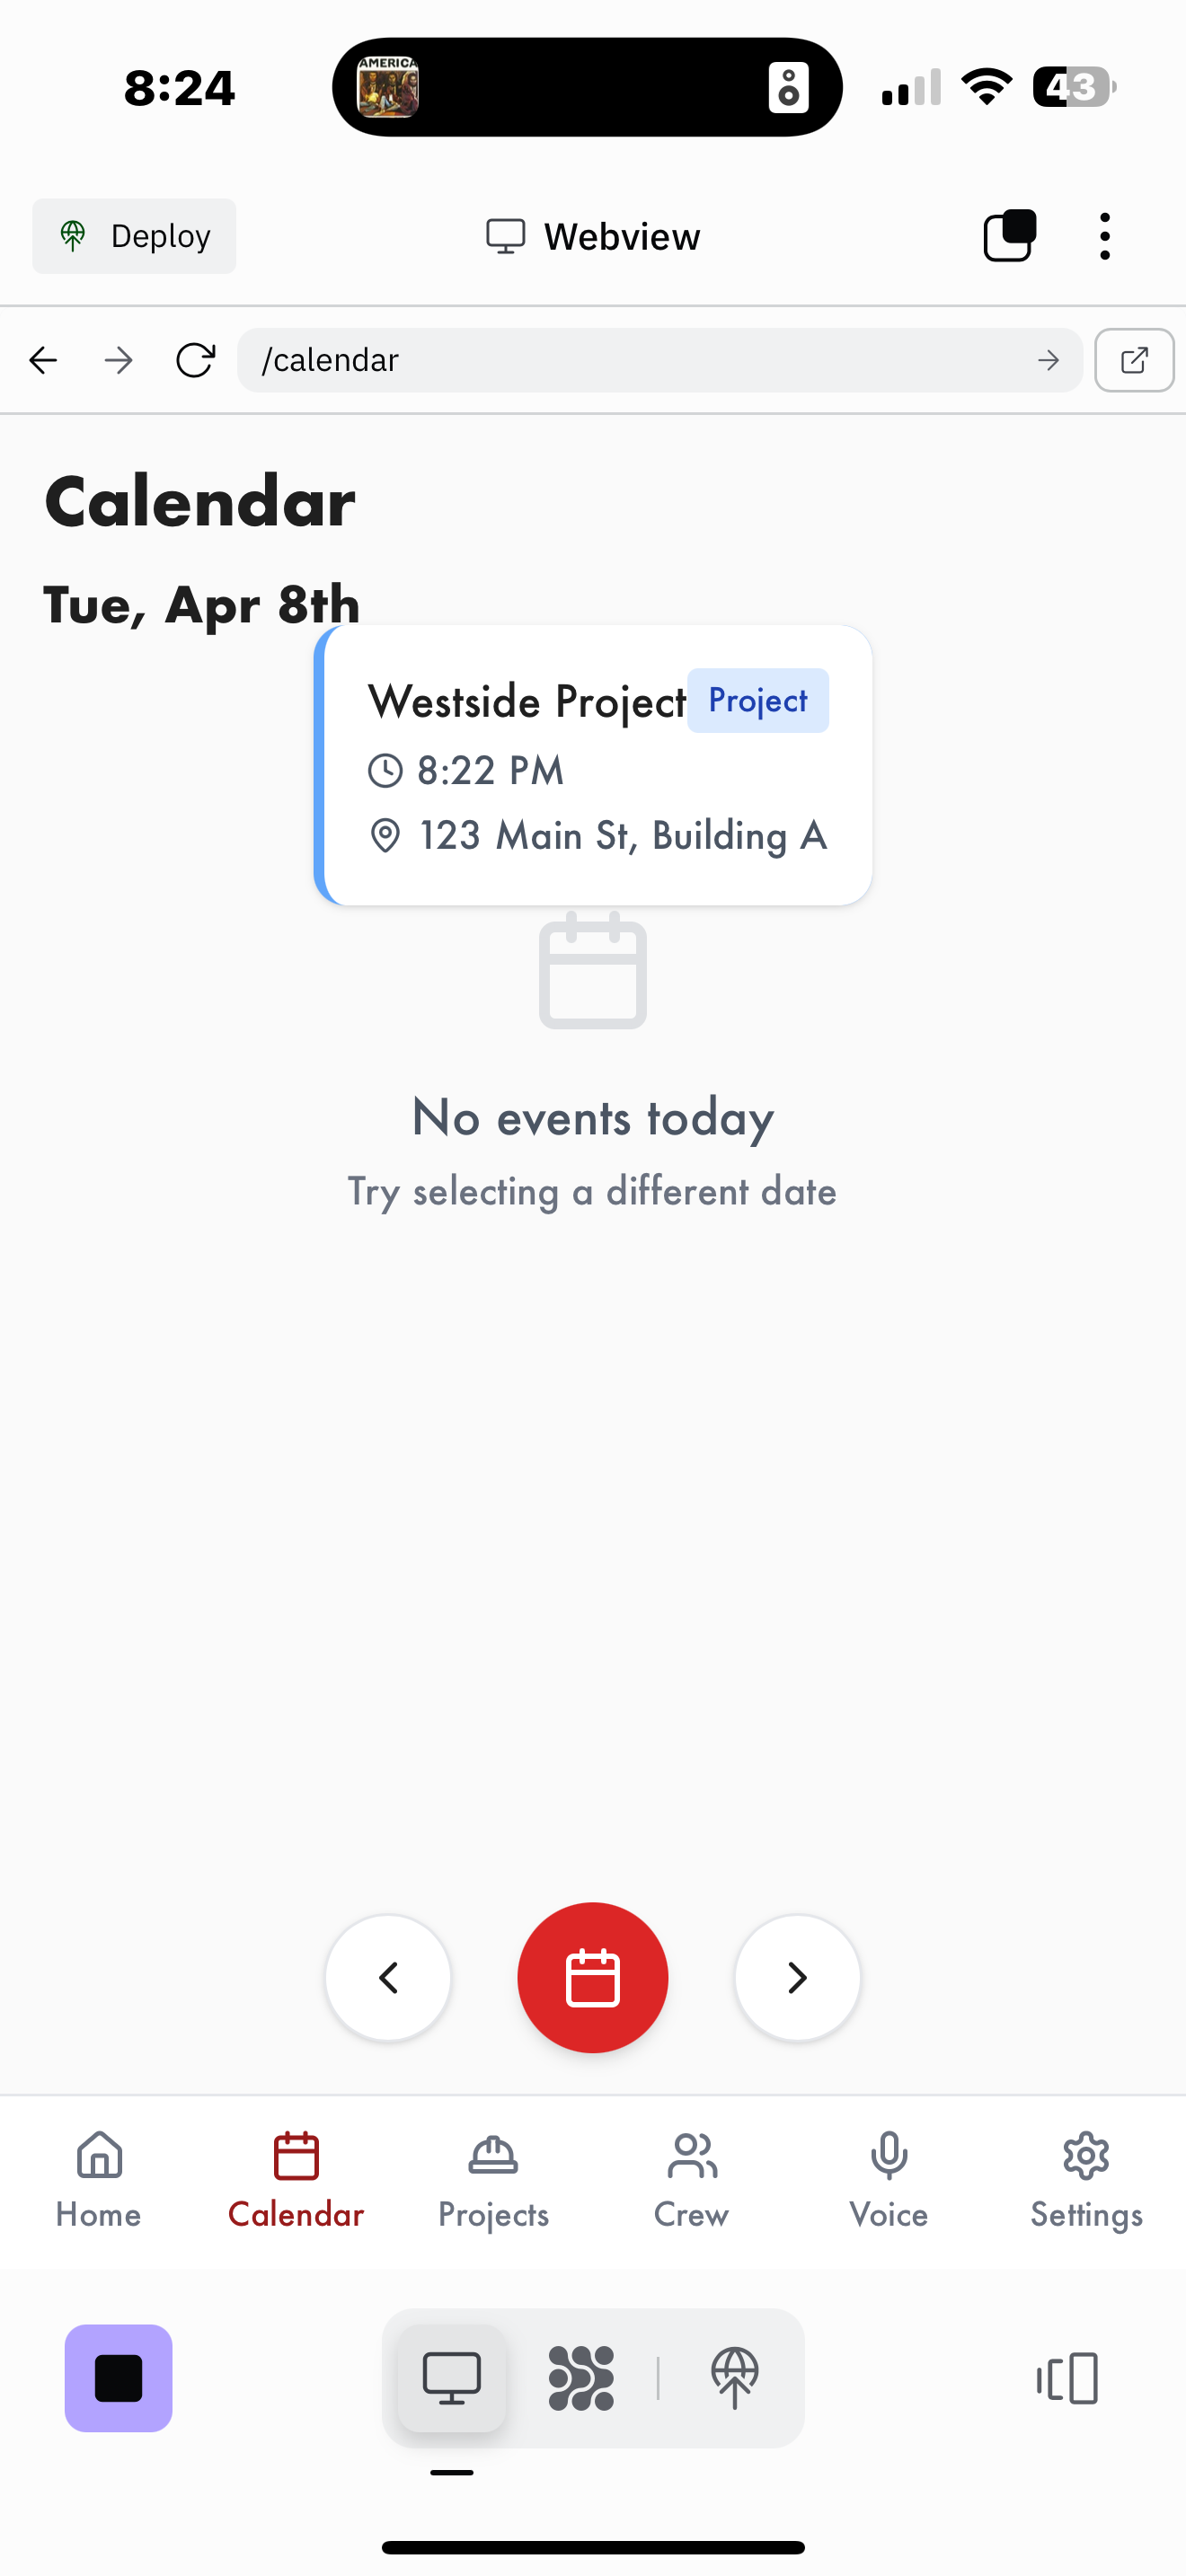 8:24
AMERICA
43
Deploy
Webview
/calendar
Calendar
Tue, Apr 8th
Westside Project
Project
8:22 PM
123 Main St, Building A
No events today
Try selecting a different date
Home
Calendar
Projects
Crew
Voice
Settings